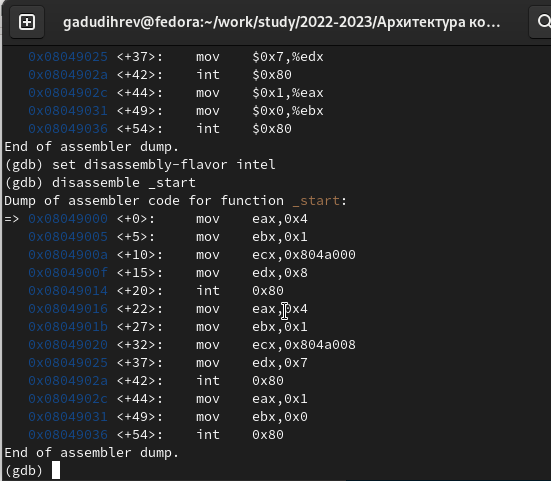 gadudihrev@fedora:~/work/study/2022-2023/Архитектура ко...
0x08049025 <+37>: mov $0x7,%edx
0x0804902a <+42>: int $0x80
0x0804902c <+44>: mov $0x1,%eax
0x08049031 <+49>: mov $0x0,%ebx
0x08049036 <+54>: int $0x80
End of assembler dump.
(gdb) set disassembly-flavor intel
(gdb) disassemble _start
Dump of assembler code for function _start:
=> 0x08049000 <+0>: mov eax,0x4
0x08049005 <+5>: mov ebx,0x1
0x0804900a <+10>: mov ecx,0x804a000
0x0804900f <+15>: mov edx,0x8
0x08049014 <+20>: int 0x80
0x08049016 <+22>: mov eax,0x4
0x0804901b <+27>: mov ebx,0x1
0x08049020 <+32>: mov ecx,0x804a008
0x08049025 <+37>: mov edx,0x7
0x0804902a <+42>: int 0x80
0x0804902c <+44>: mov eax,0x1
0x08049031 <+49>: mov ebx,0x0
0x08049036 <+54>: int 0x80
End of assembler dump.
(gdb)